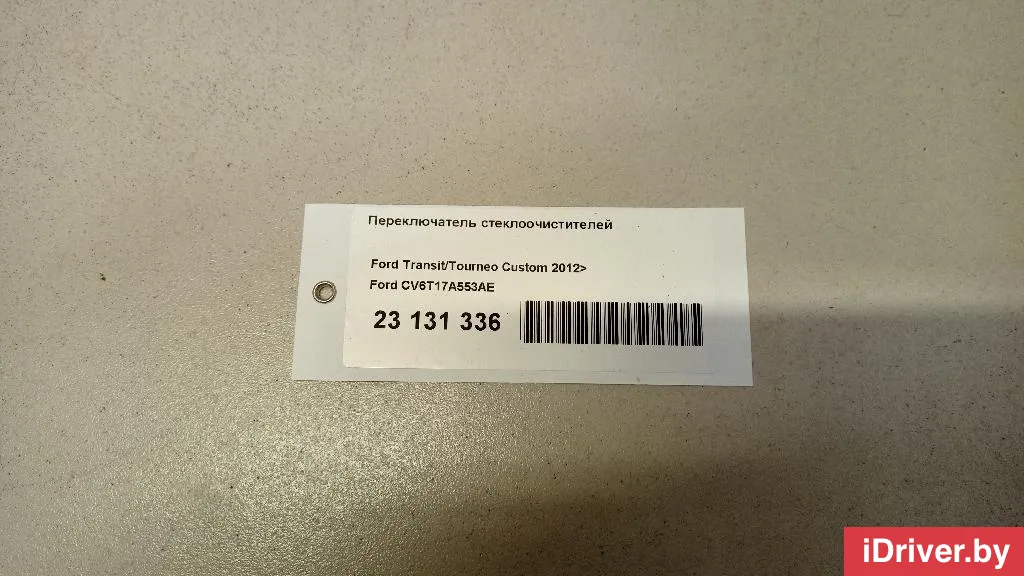 Переключатель стеклоочистителей
Ford Transit/Tourneo Custom 2012>
Ford CV6T17A553AE
23 131 336
iDriver.by